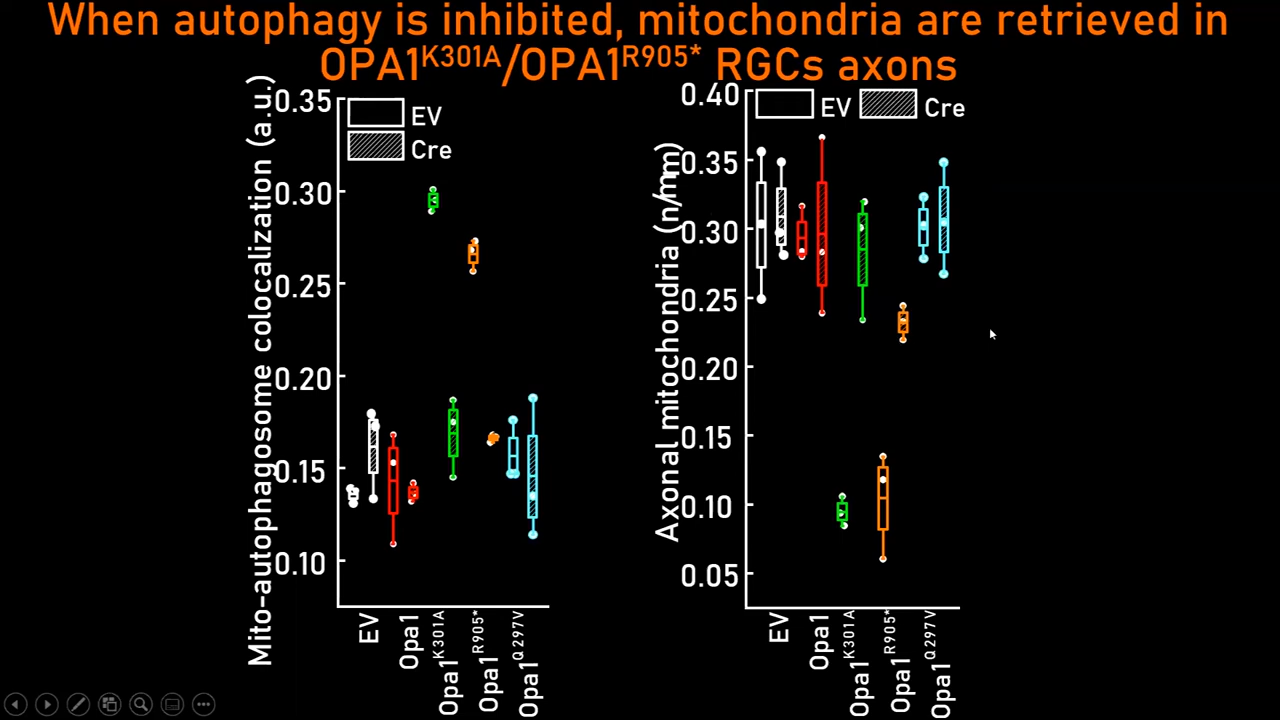 When autophagy is inhibited, mitochondria are retrieved in
OPA1K301A/OPA1R905* RGCs axons
Mito-autophagosome colocalization (a.u.)
0.35
0.30
0.25
0.20
0.15
0.10
EV
Cre
EV
Opa1
Opa1K301A
Opa1R905*
Opa1Q297V
Axonal mitochondria (n/mm)
0.40
0.35
0.30
0.25
0.20
0.15
0.10
0.05
EV
Cre
EV
Opa1
Opa1K301A
Opa1R905*
Opa1Q297V